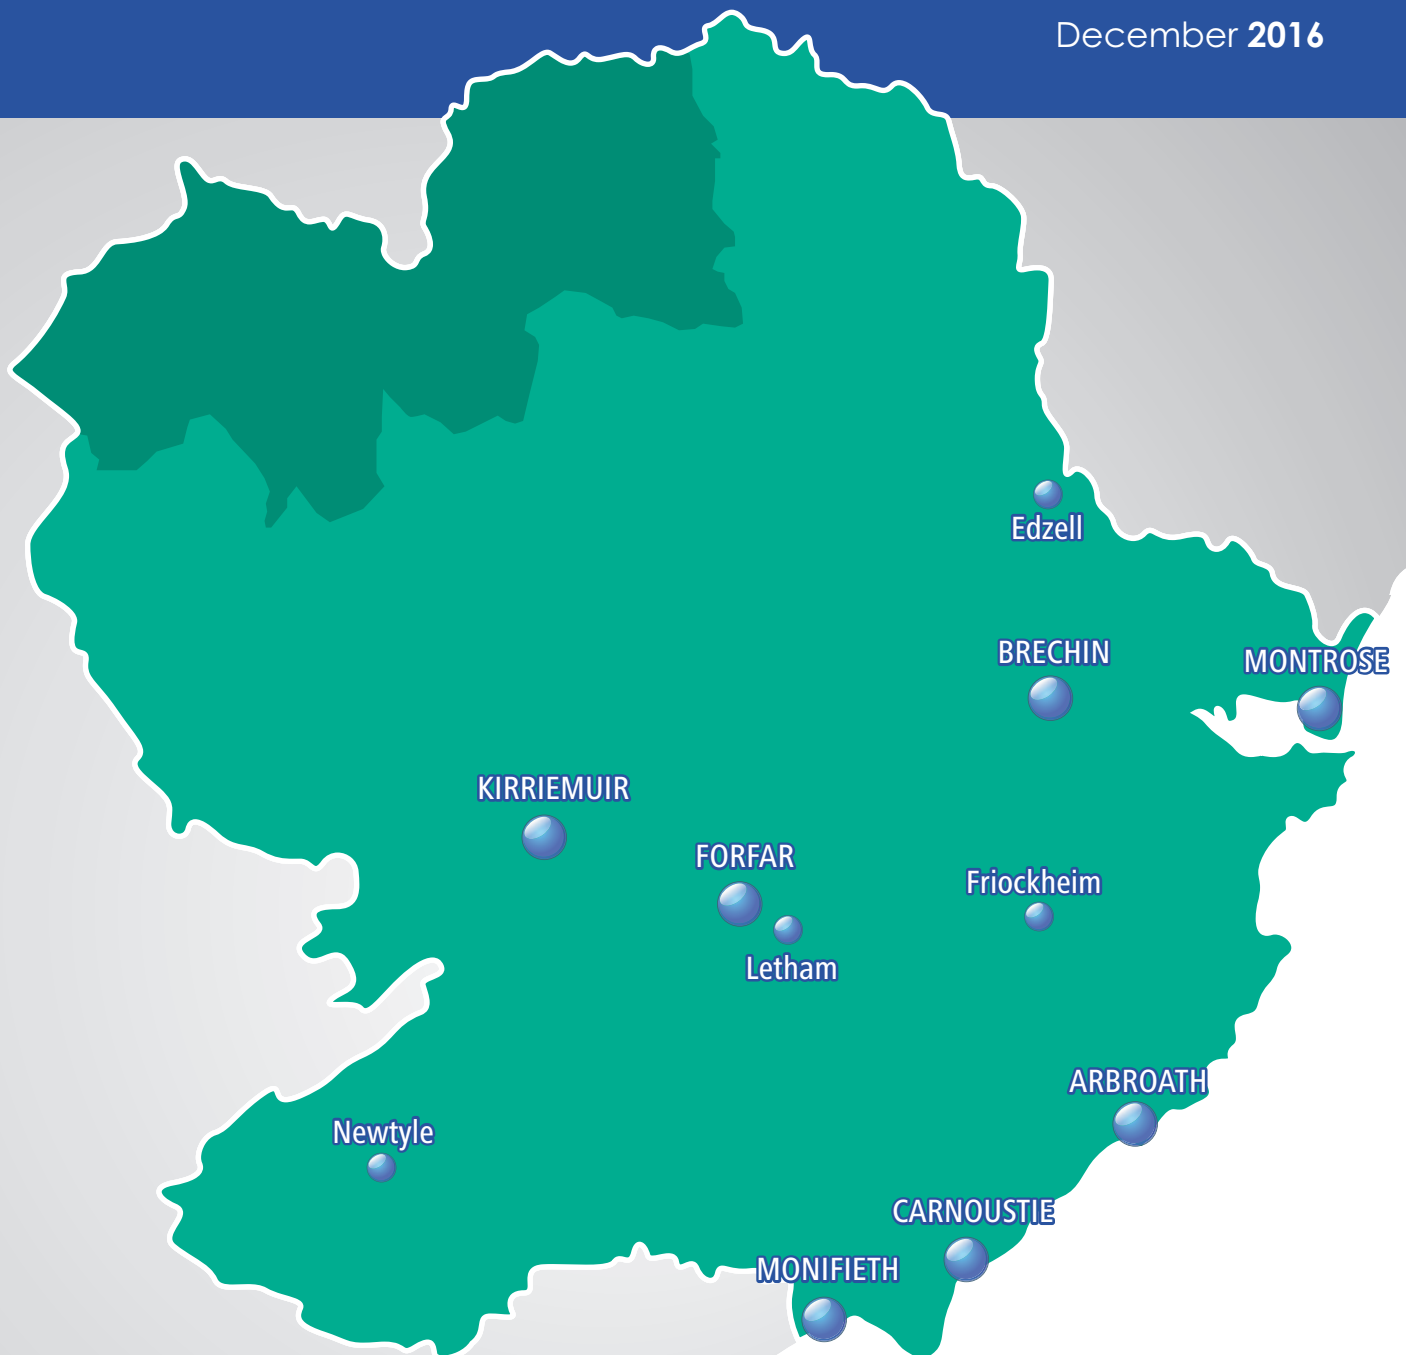 December 2016
Edzell
BRECHIN
MONTROSE
KIRRIEMUIR
FORFAR
Friockheim
Letham
ARBROATH
Newtyle
CARNOUSTIE
MONIFIETH